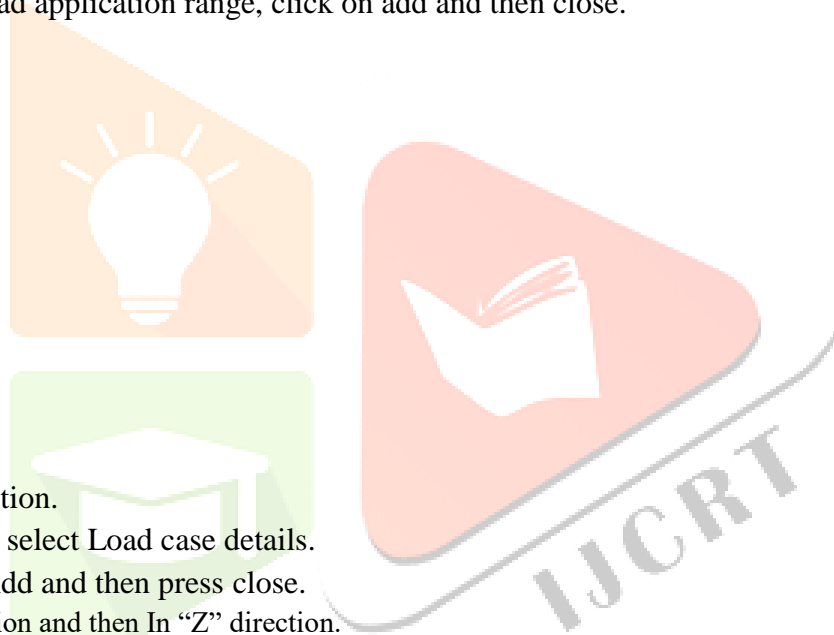 ad application range, click on add and then close.
tion.
select Load case details.
dd and then press close.
ion and then In “Z” direction.
IJCRT